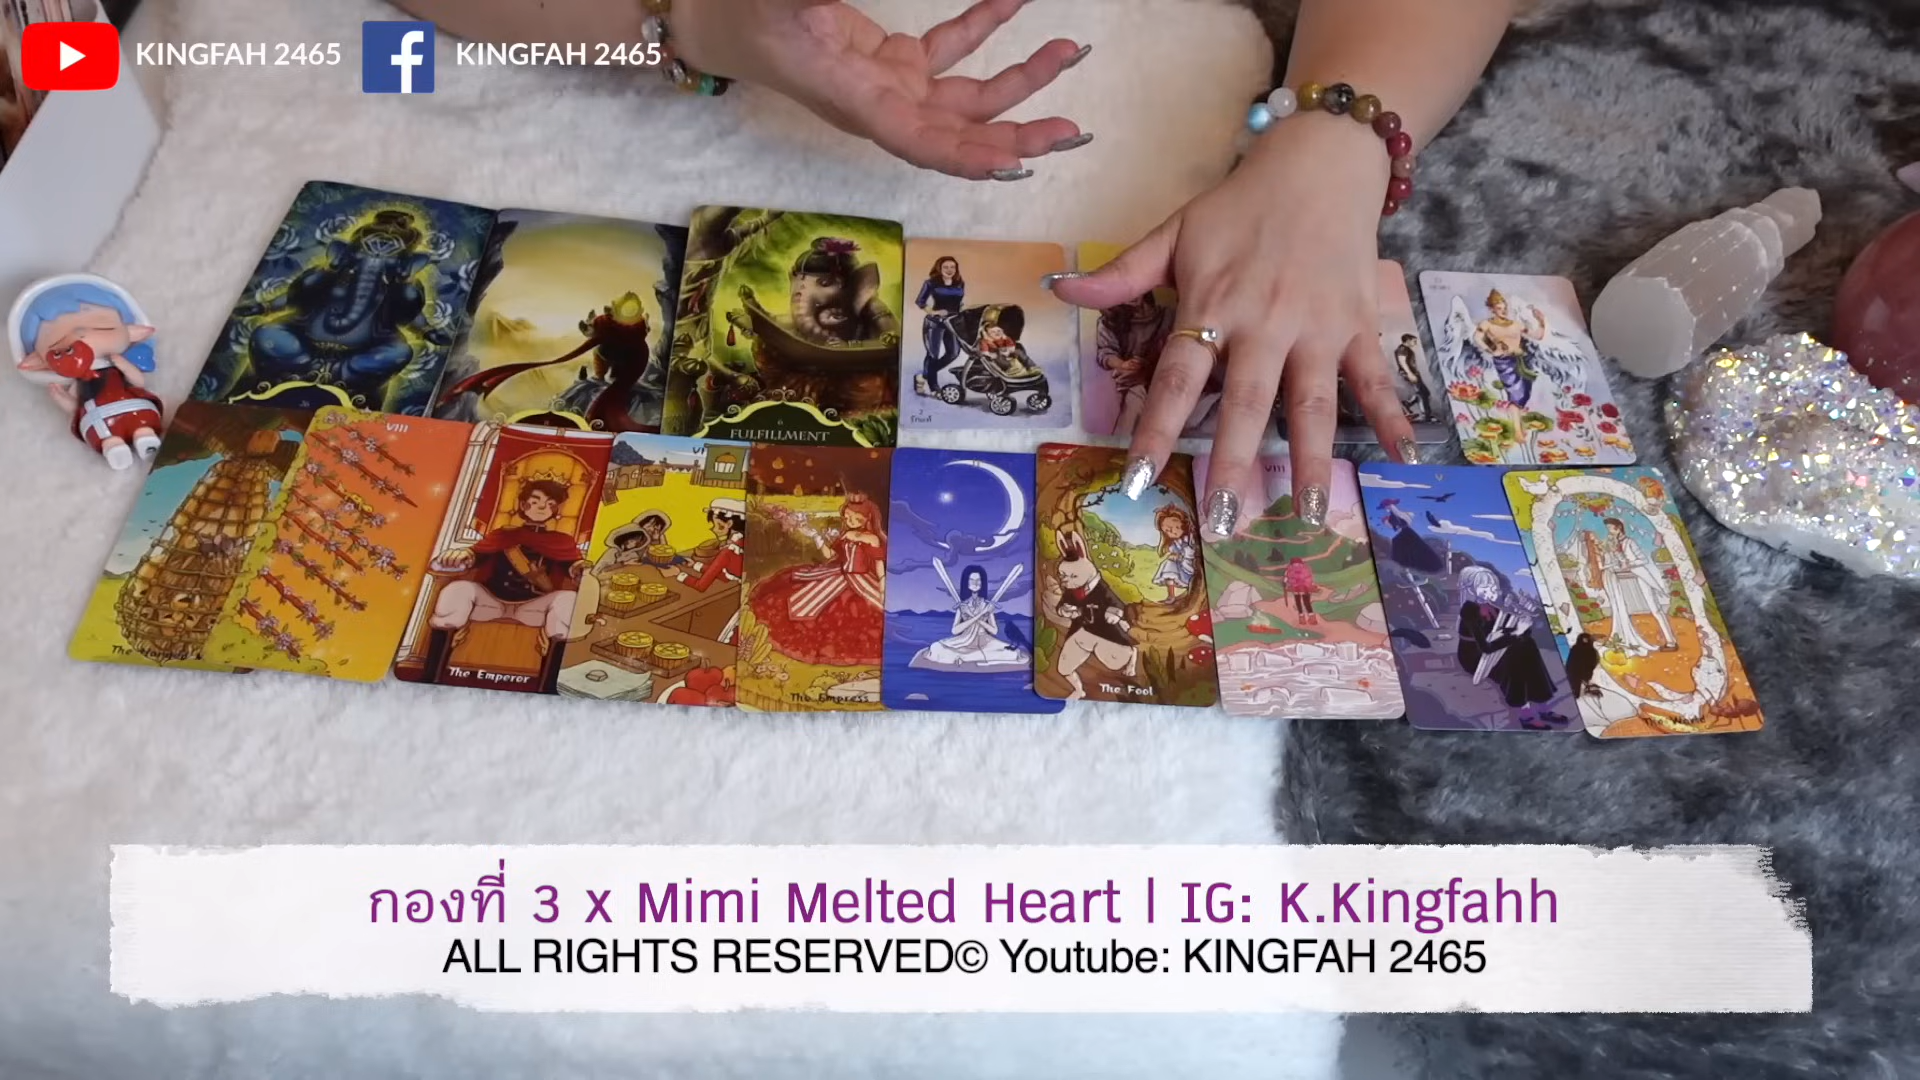 KINGFAH 2465
KINGFAH 2465
FULFILLMENT
VIII
The Emperor
The Empress
The Fool
VIII
V
The World
กองที่ 3 x Mimi Melted Heart | IG: K.Kingfahh
ALL RIGHTS RESERVED© Youtube: KINGFAH 2465